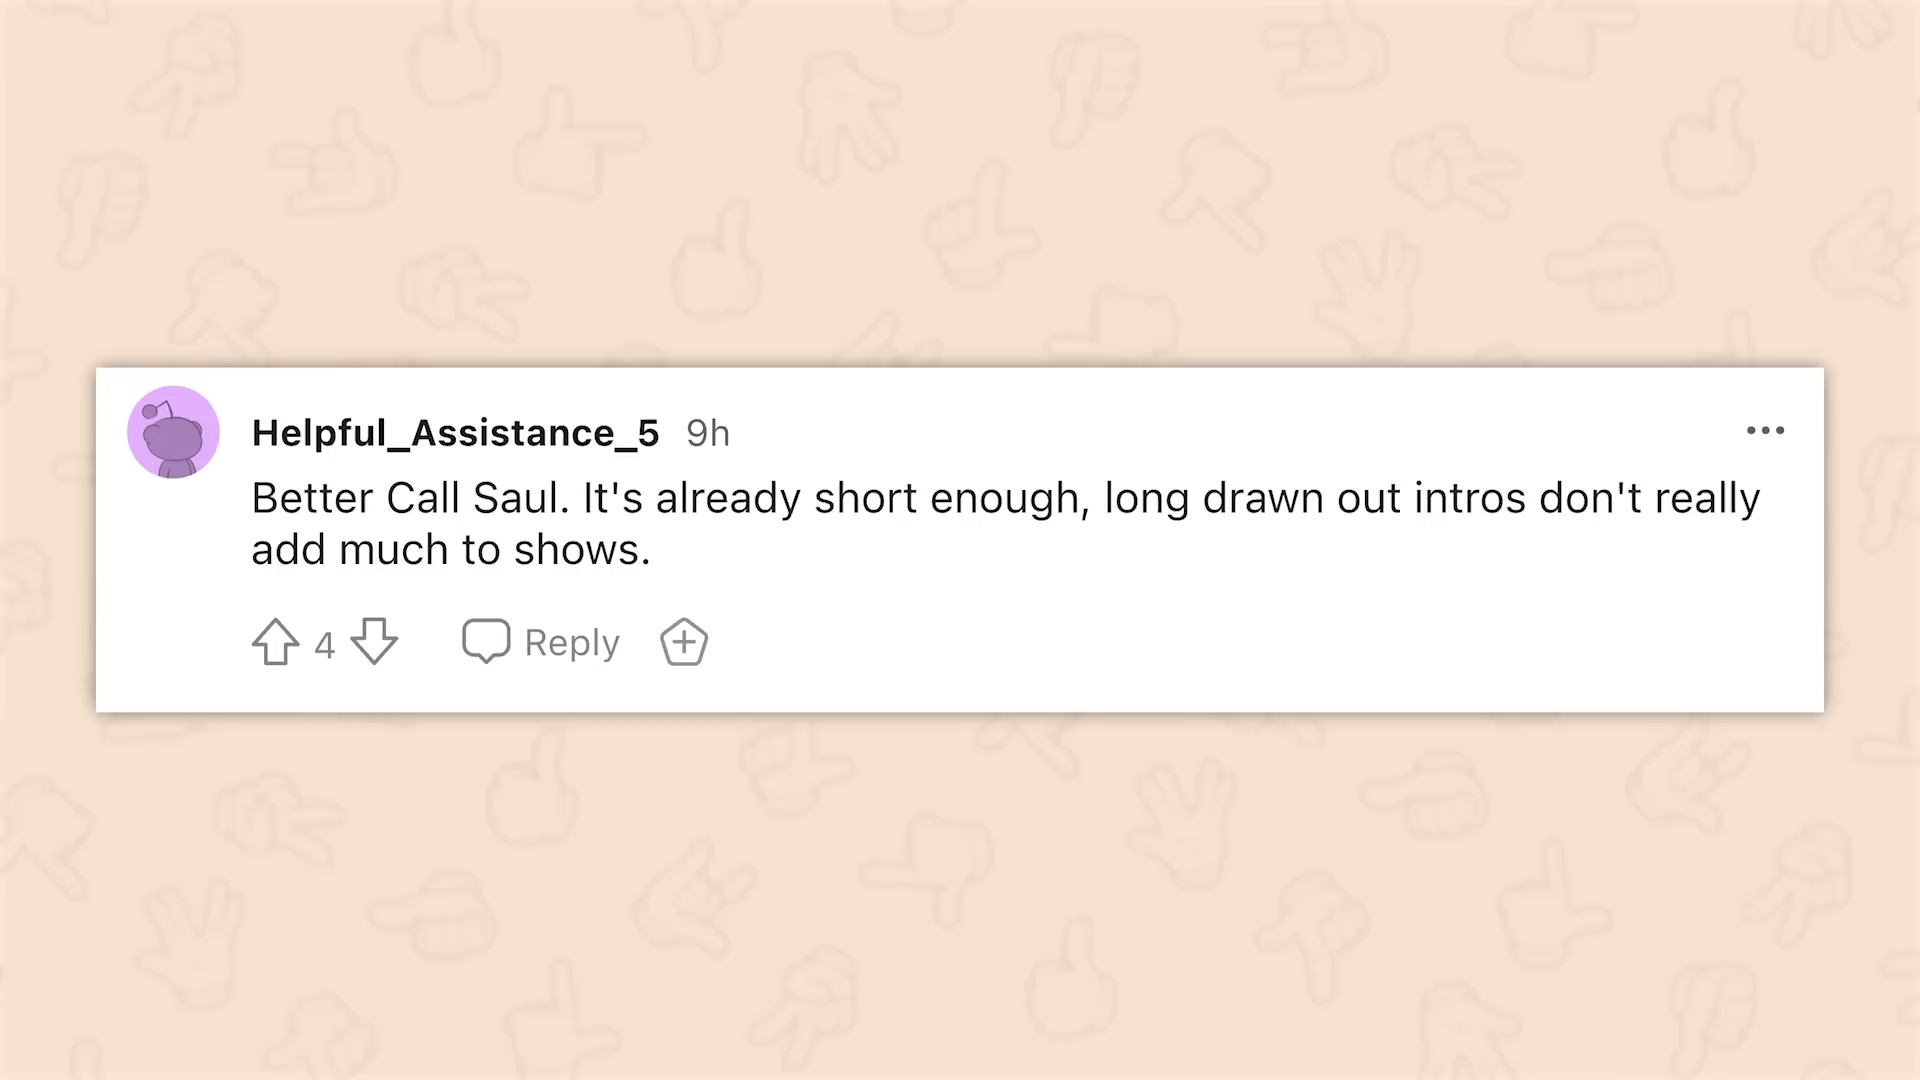 Helpful_Assistance_5 9h
Better Call Saul. It's already short enough, long drawn out intros don't really
add much to shows.
4 Reply